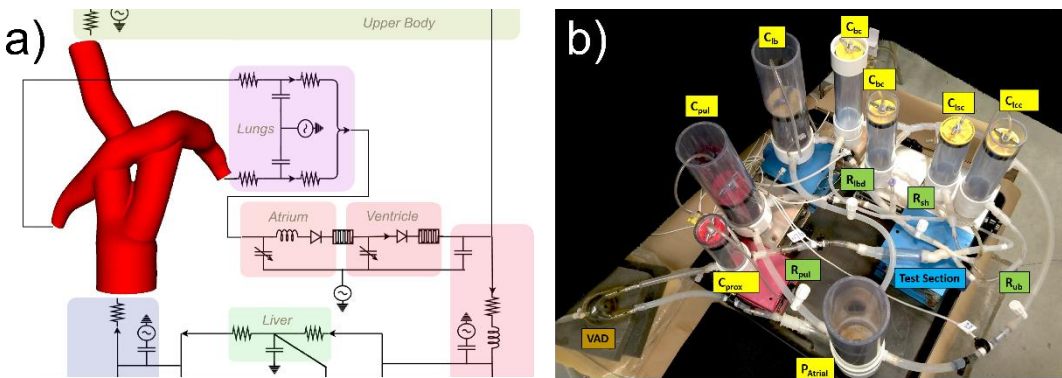 a)
Upper Body
Lungs
Atrium
Ventricle
Liver
b)
C_lb
C_bc
C_bc
C_pul
C_lsc
C_lcc
R_lbd
R_sh
C_prox
R_pul
Test Section
R_ub
VAD
P_Atrial